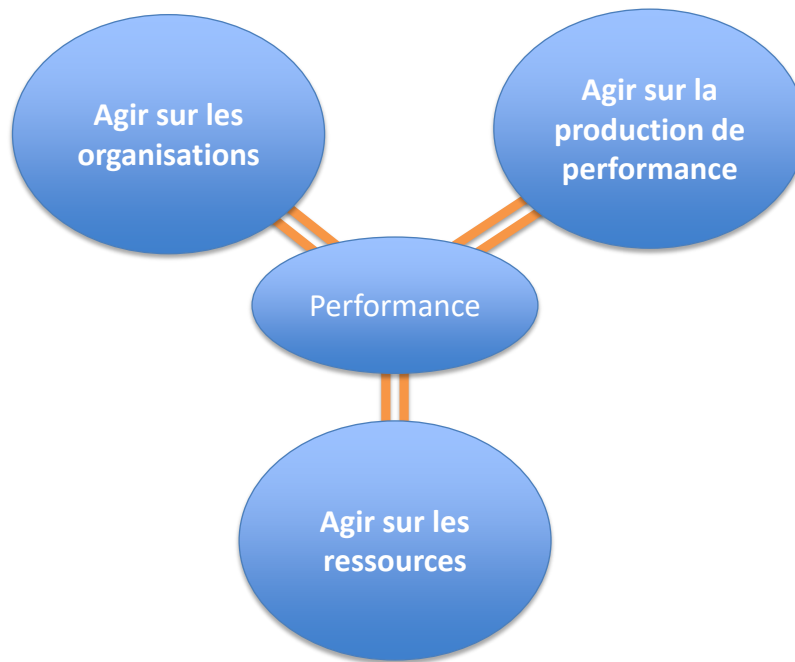 Agir sur les
organisations
Agir sur la
production de
performance
Performance
Agir sur les
ressources